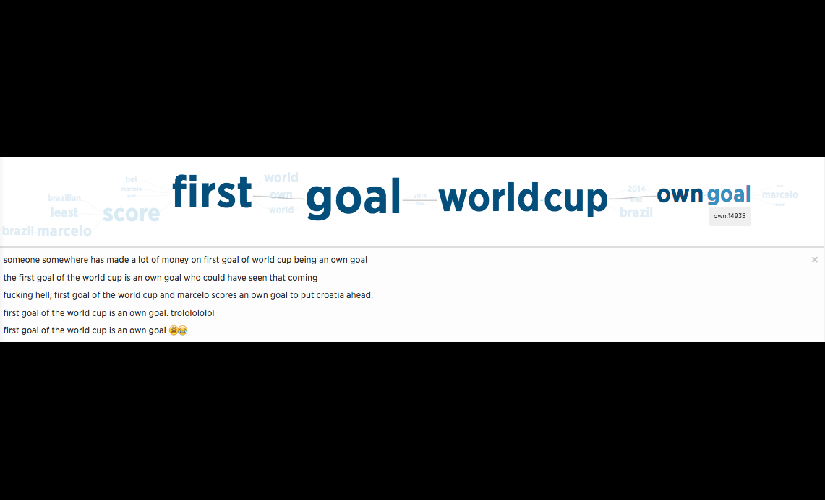 world
first goal world cup own goal
own
2014
brazilian
marcelo
score
least
world
brazil
brazil marcelo
own:14935
someone somewhere has made a lot of money on first goal of world cup being an own goal
the first goal of the world cup is an own goal who could have seen that coming
fucking hell, first goal of the world cup and marcelo scores an own goal to put croatia ahead.
first goal of the world cup is an own goal. trolololol
first goal of the world cup is an own goal 😫😂